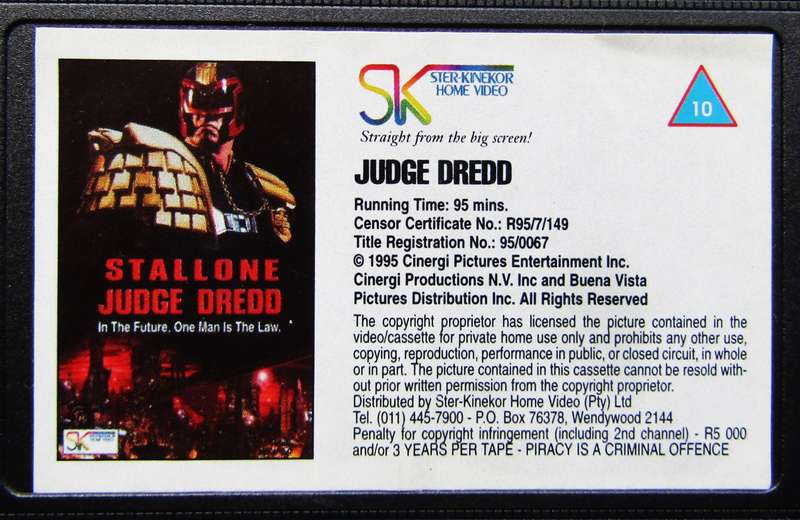 STALLONE
JUDGE DREDD
In The Future, One Man Is The Law.
SK
STER-KINEKOR
HOME VIDEO
SK
STER-KINEKOR
HOME VIDEO
Straight from the big screen!
10
JUDGE DREDD
Running Time: 95 mins.
Censor Certificate No.: R95/7/149
Title Registration No.: 95/0067
© 1995 Cinergi Pictures Entertainment Inc.
Cinergi Productions N.V. Inc and Buena Vista
Pictures Distribution Inc. All Rights Reserved
The copyright proprietor has licensed the picture contained in the
video/cassette for private home use only and prohibits any other use,
copying, reproduction, performance in public, or closed circuit, in whole
or in part. The picture contained in this cassette cannot be resold with-
out prior written permission from the copyright proprietor.
Distributed by Ster-Kinekor Home Video (Pty) Ltd
Tel. (011) 445-7900 - P.O. Box 76378, Wendywood 2144
Penalty for copyright infringement (including 2nd channel) - R5 000
and/or 3 YEARS PER TAPE - PIRACY IS A CRIMINAL OFFENCE